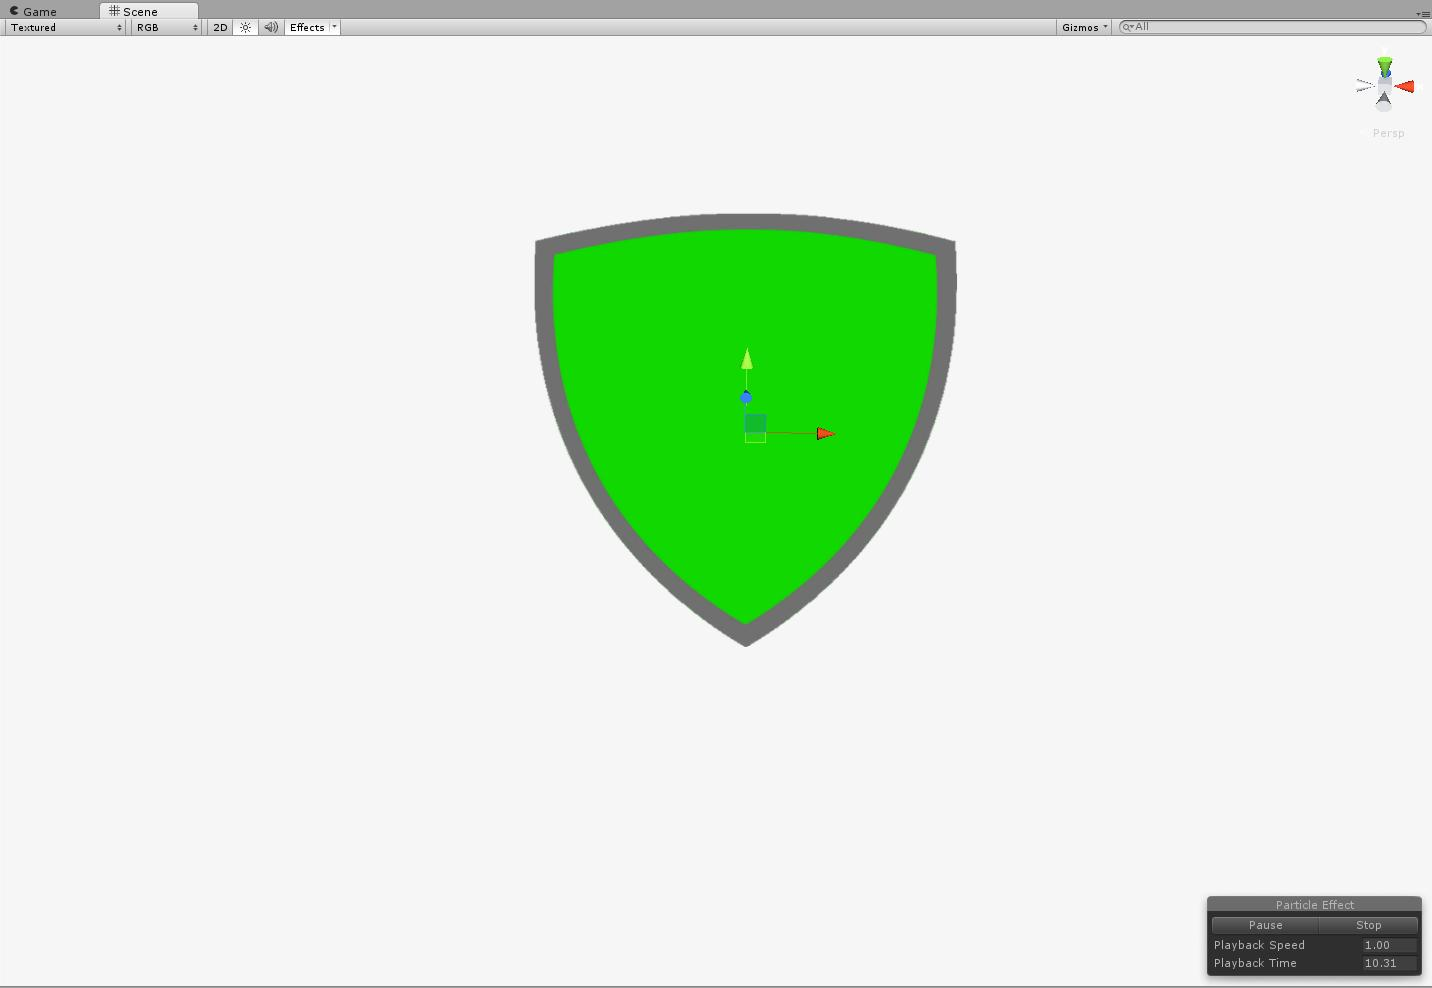 Game Scene
Textured RGB 2D Effects Gizmos All
Persp
Particle Effect
Pause Stop
Playback Speed 1.00
Playback Time 10.31